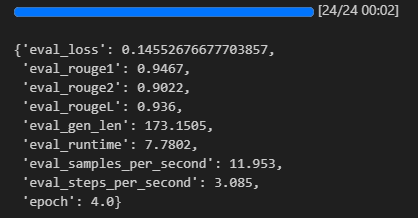 [24/24 00:02]
{'eval_loss': 0.14552676677703857,
'eval_rouge1': 0.9467,
'eval_rouge2': 0.9022,
'eval_rougeL': 0.936,
'eval_gen_len': 173.1505,
'eval_runtime': 7.7802,
'eval_samples_per_second': 11.953,
'eval_steps_per_second': 3.085,
'epoch': 4.0}